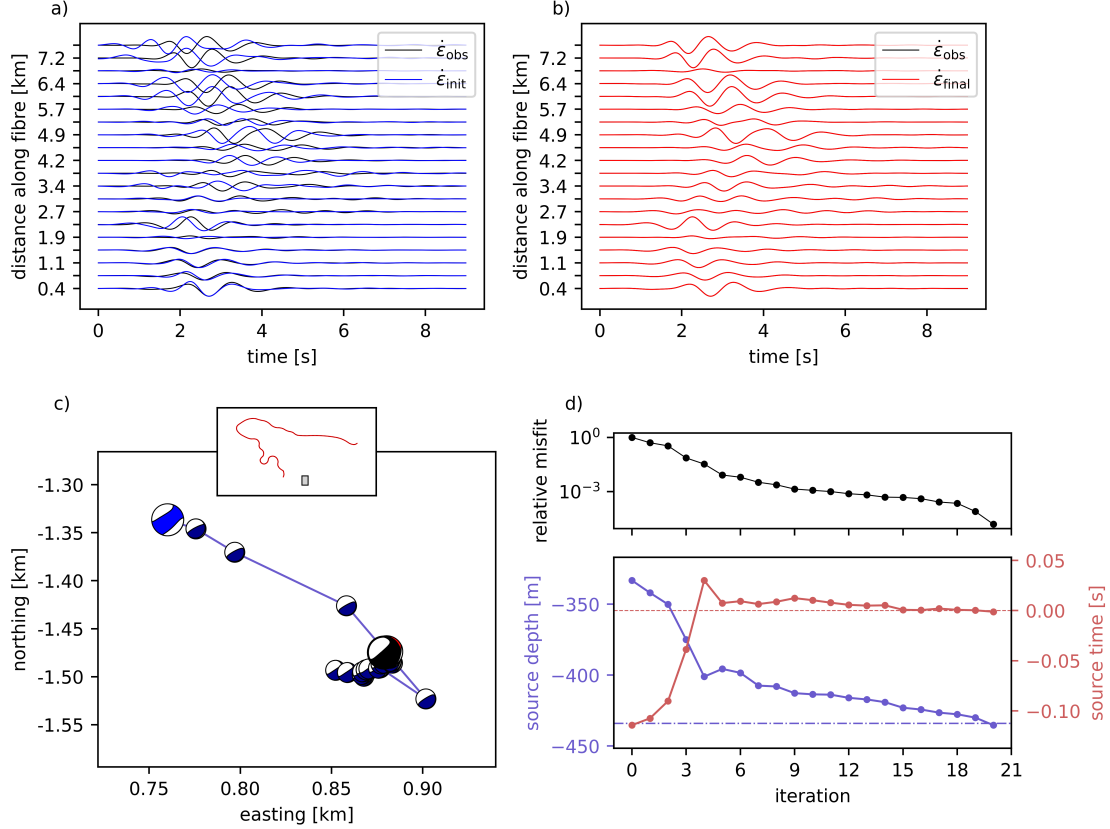 a)
distance along fibre [km]
7.2
6.4
5.7
4.9
4.2
3.4
2.7
1.9
1.1
0.4
ε̇obs
ε̇init
0 2 4 6 8
time [s]
b)
distance along fibre [km]
7.2
6.4
5.7
4.9
4.2
3.4
2.7
1.9
1.1
0.4
ε̇obs
ε̇final
0 2 4 6 8
time [s]
c)
northing [km]
-1.30
-1.35
-1.40
-1.45
-1.50
-1.55
0.75 0.80 0.85 0.90
easting [km]
d)
relative misfit
10⁰
10⁻³
source depth [m]
−350
−400
−450
0.05
0.00
−0.05
−0.10
source time [s]
0 3 6 9 12 15 18 21
iteration